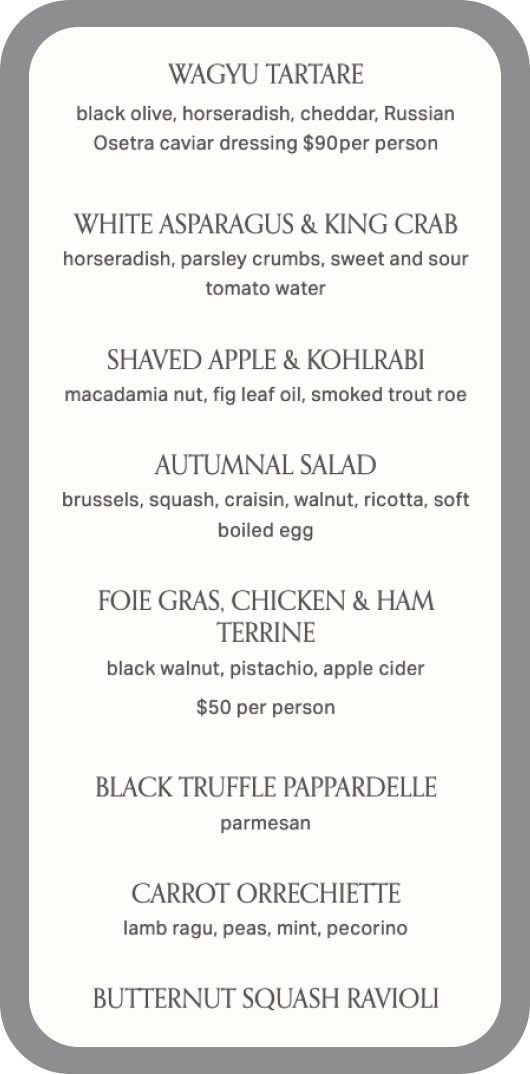 WAGYU TARTARE
black olive, horseradish, cheddar, Russian
Osetra caviar dressing $90per person
WHITE ASPARAGUS & KING CRAB
horseradish, parsley crumbs, sweet and sour
tomato water
SHAVED APPLE & KOHLRABI
macadamia nut, fig leaf oil, smoked trout roe
AUTUMNAL SALAD
brussels, squash, craisin, walnut, ricotta, soft
boiled egg
FOIE GRAS, CHICKEN & HAM
TERRINE
black walnut, pistachio, apple cider
$50 per person
BLACK TRUFFLE PAPPARDELLE
parmesan
CARROT ORRECHIETTE
lamb ragu, peas, mint, pecorino
BUTTERNUT SQUASH RAVIOLI